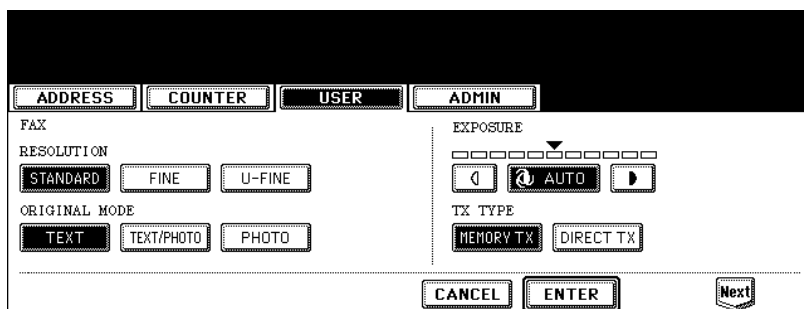 ADDRESS COUNTER USER ADMIN
FAX
RESOLUTION
STANDARD FINE U-FINE
ORIGINAL MODE
TEXT TEXT/PHOTO PHOTO
EXPOSURE
AUTO
TX TYPE
MEMORY TX DIRECT TX
CANCEL ENTER Next